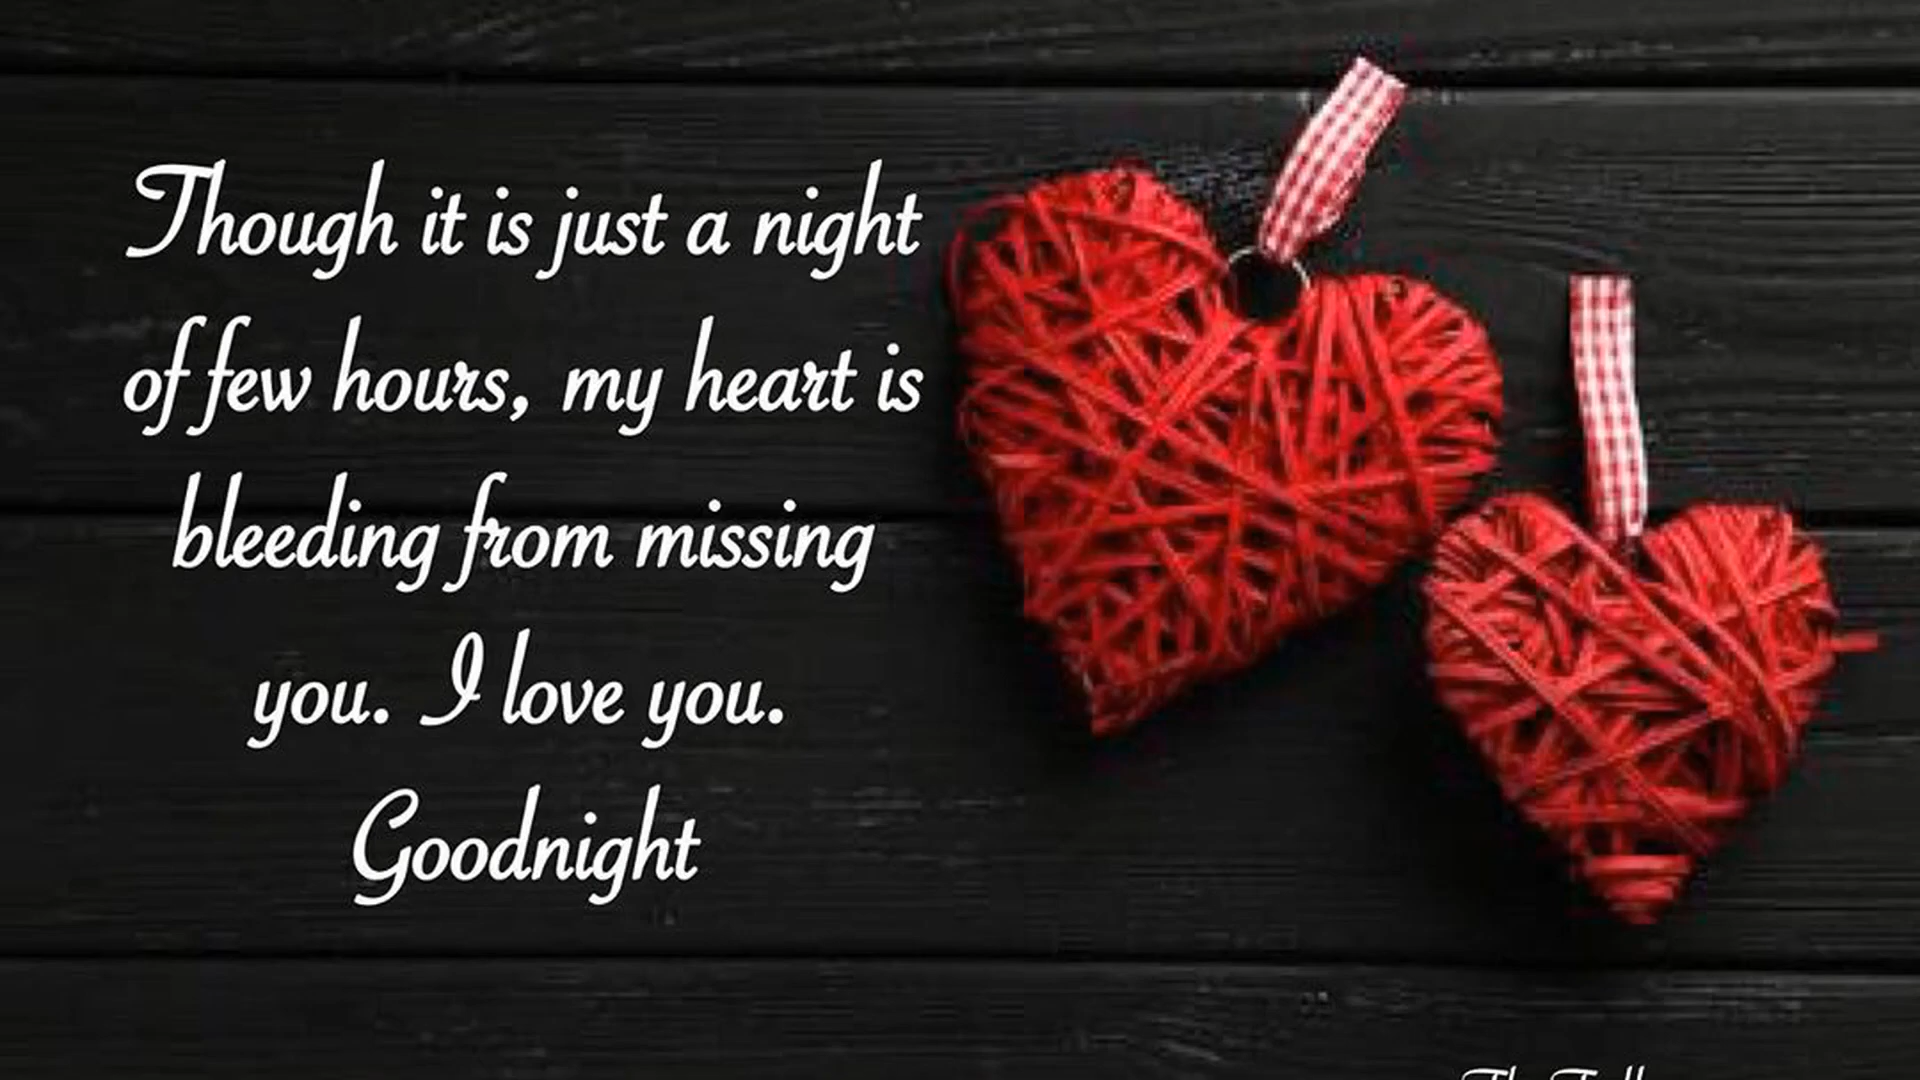 Though it is just a night
of few hours, my heart is
bleeding from missing
you. I love you.
Goodnight